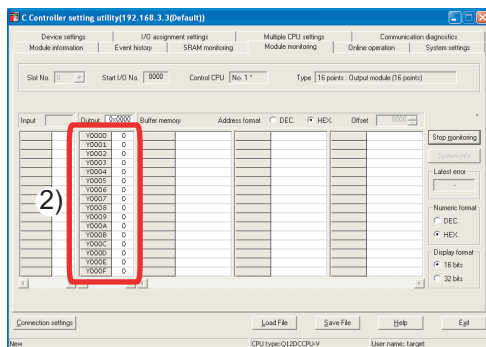 C Controller setting utility(192.168.3.3(Default))
Device settings I/O assignment settings Multiple CPU settings Communication diagnostics
Module information Event history SRAM monitoring Module monitoring Online operation System settings
Slot No. 0 Start I/O No. 0000 Control CPU No. 1 * Type 16 points : Output module (16 points)
Input Output 0x0000 Buffer memory Address format DEC. HEX. Offset 0000
Y0000 0
Y0001 0
Y0002 0
Y0003 0
Y0004 0
Y0005 0
Y0006 0
Y0007 0
Y0008 0
Y0009 0
Y000A 0
Y000B 0
Y000C 0
Y000D 0
Y000E 0
Y000F 0
2)
Stop monitoring
System info
Latest error
-
Numeric format
DEC.
HEX.
Display format
16 bits
32 bits
Connection settings Load File Save File Help Exit
New CPU type:Q12DCCPU-V User name: target